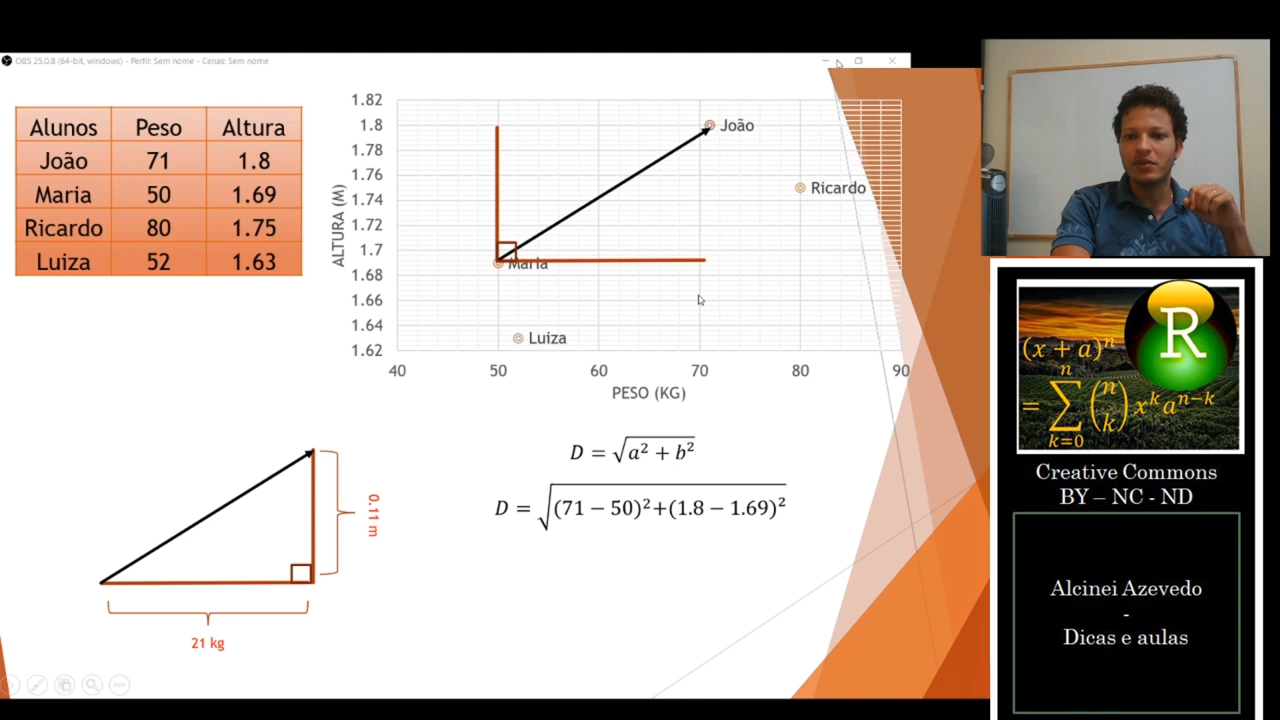 OBS 25.0.8 (64-bit, windows) - Perfil: Sem nome - Cenas: Sem nome
Alunos Peso Altura
João 71 1.8
Maria 50 1.69
Ricardo 80 1.75
Luiza 52 1.63
ALTURA (M)
1.82
1.8
1.78
1.76
1.74
1.72
1.7
1.68
1.66
1.64
1.62
João
Ricardo
Maria
Luiza
40 50 60 70 80 90
PESO (KG)
D = √(a² + b²)
D = √((71 − 50)²+(1.8 − 1.69)²)
0.11 m
21 kg
R
(x + a)ⁿ
= ∑ₖ₌₀ⁿ (n k) xᵏaⁿ⁻ᵏ
Creative Commons
BY – NC - ND
Alcinei Azevedo
-
Dicas e aulas